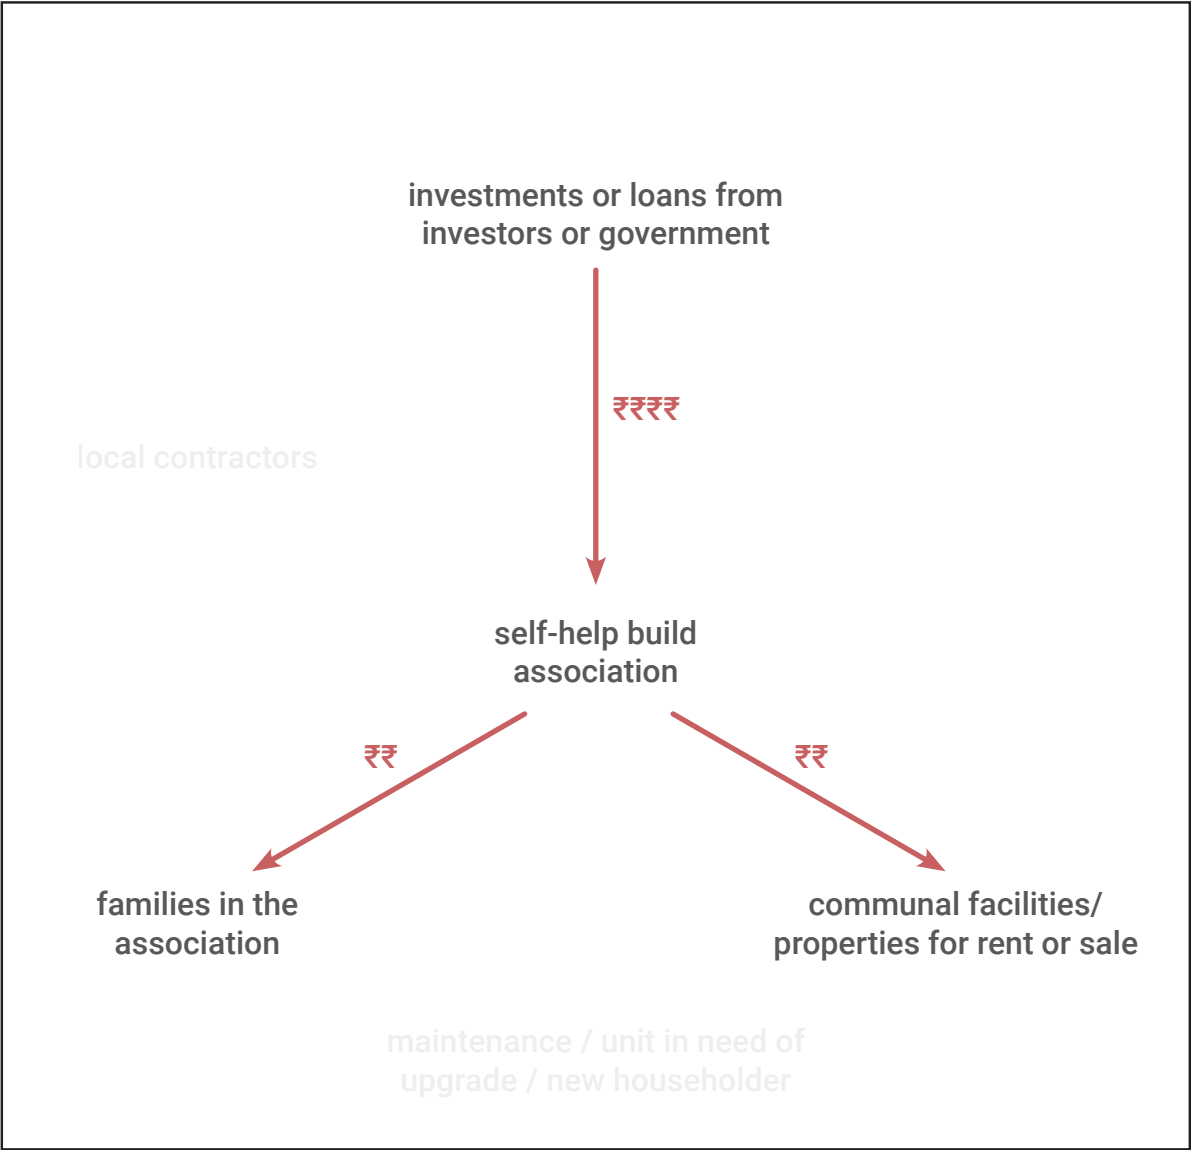 investments or loans from
investors or government
₹₹₹₹
local contractors
self-help build
association
₹₹
₹₹
families in the
association
communal facilities/
properties for rent or sale
maintenance / unit in need of
upgrade / new householder